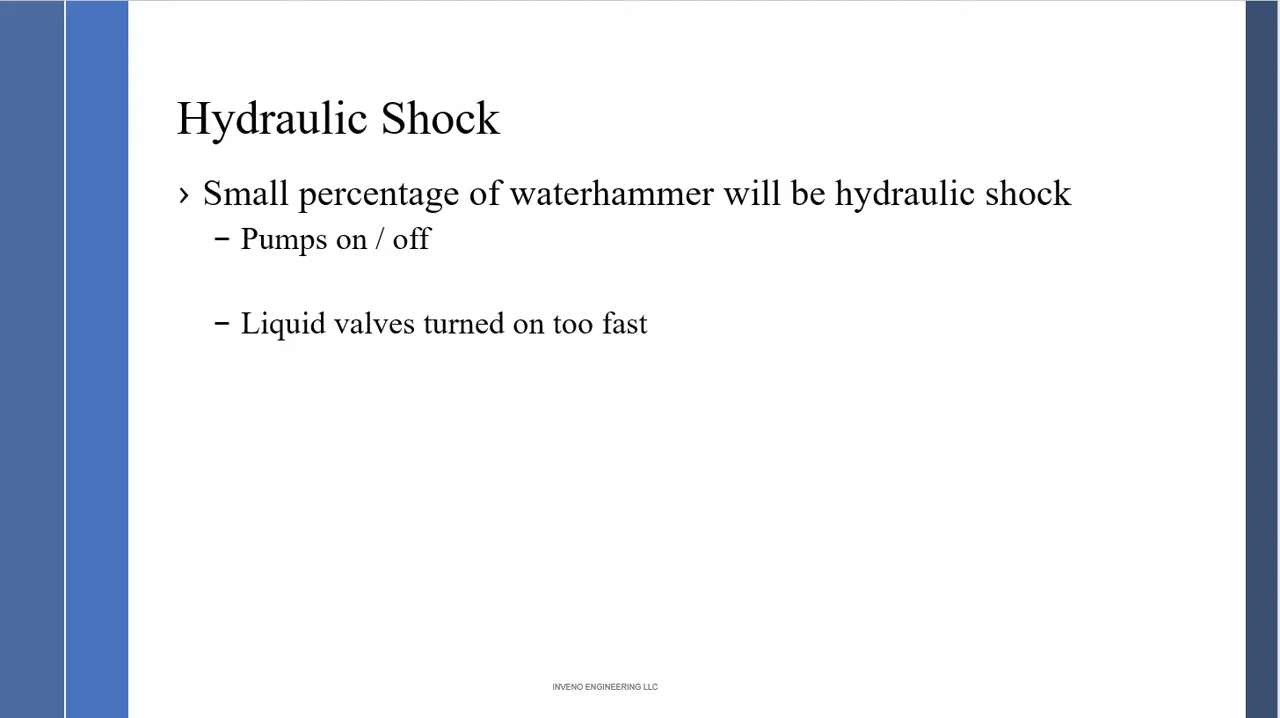 Hydraulic Shock
› Small percentage of waterhammer will be hydraulic shock
– Pumps on / off
– Liquid valves turned on too fast
INVENO ENGINEERING LLC